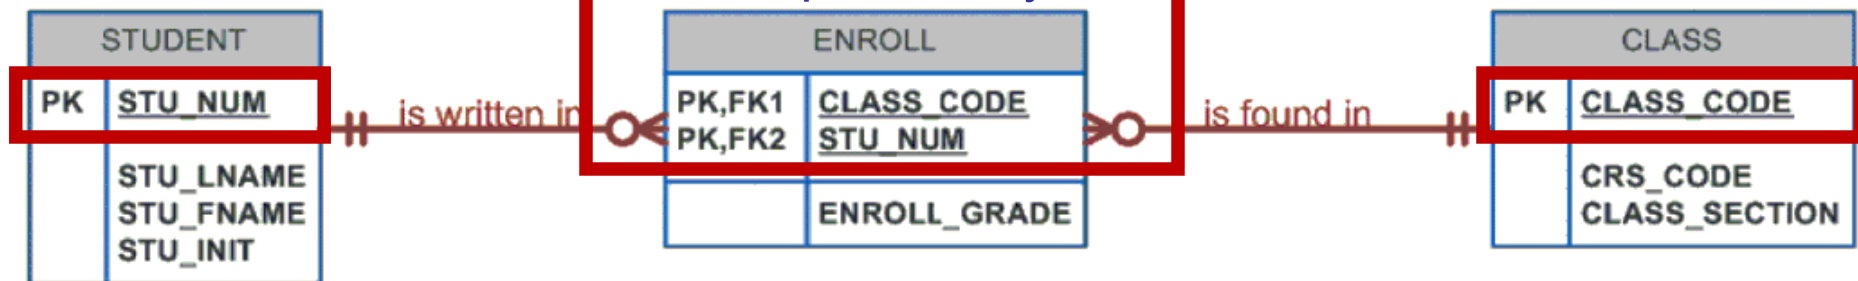 STUDENT
PK STU_NUM
STU_LNAME
STU_FNAME
STU_INIT
is written in
ENROLL
PK,FK1 CLASS_CODE
PK,FK2 STU_NUM
ENROLL_GRADE
is found in
CLASS
PK CLASS_CODE
CRS_CODE
CLASS_SECTION